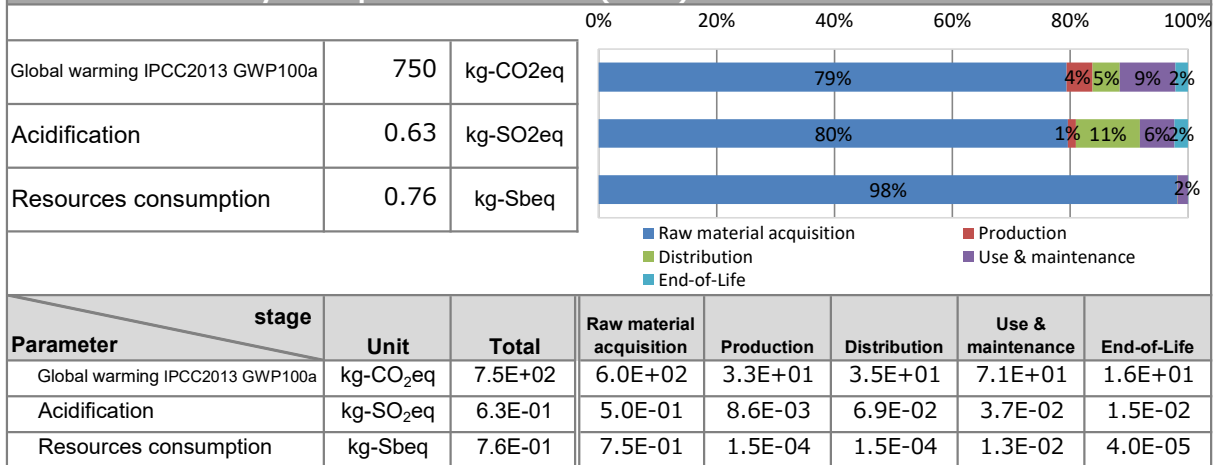 0% 20% 40% 60% 80% 100%
Global warming IPCC2013 GWP100a 750 kg-CO2eq 79% 4% 5% 9% 2%
Acidification 0.63 kg-SO2eq 80% 1% 11% 6% 2%
Resources consumption 0.76 kg-Sbeq 98% 2%
Raw material acquisition Production
Distribution Use & maintenance
End-of-Life
stage
Parameter Unit Total Raw material acquisition Production Distribution Use & maintenance End-of-Life
Global warming IPCC2013 GWP100a kg-CO₂eq 7.5E+02 6.0E+02 3.3E+01 3.5E+01 7.1E+01 1.6E+01
Acidification kg-SO₂eq 6.3E-01 5.0E-01 8.6E-03 6.9E-02 3.7E-02 1.5E-02
Resources consumption kg-Sbeq 7.6E-01 7.5E-01 1.5E-04 1.5E-04 1.3E-02 4.0E-05